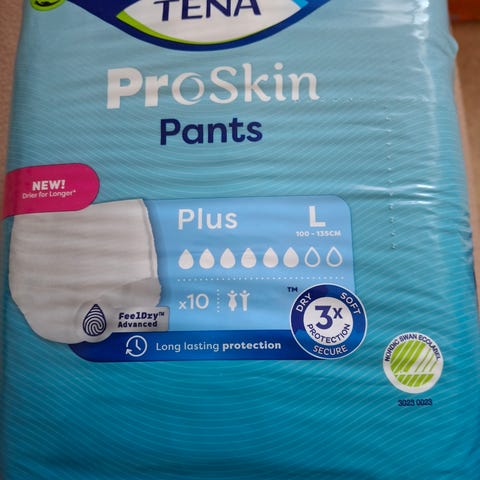 TENA
ProSkin
Pants
NEW!
Drier for Longer*
Plus
L
100 - 135CM
x10
FeelDry™
Advanced
Long lasting protection
™
DRY
SOFT
3X
PROTECTION
SECURE
NORDIC SWAN ECOLABEL
3023 0023